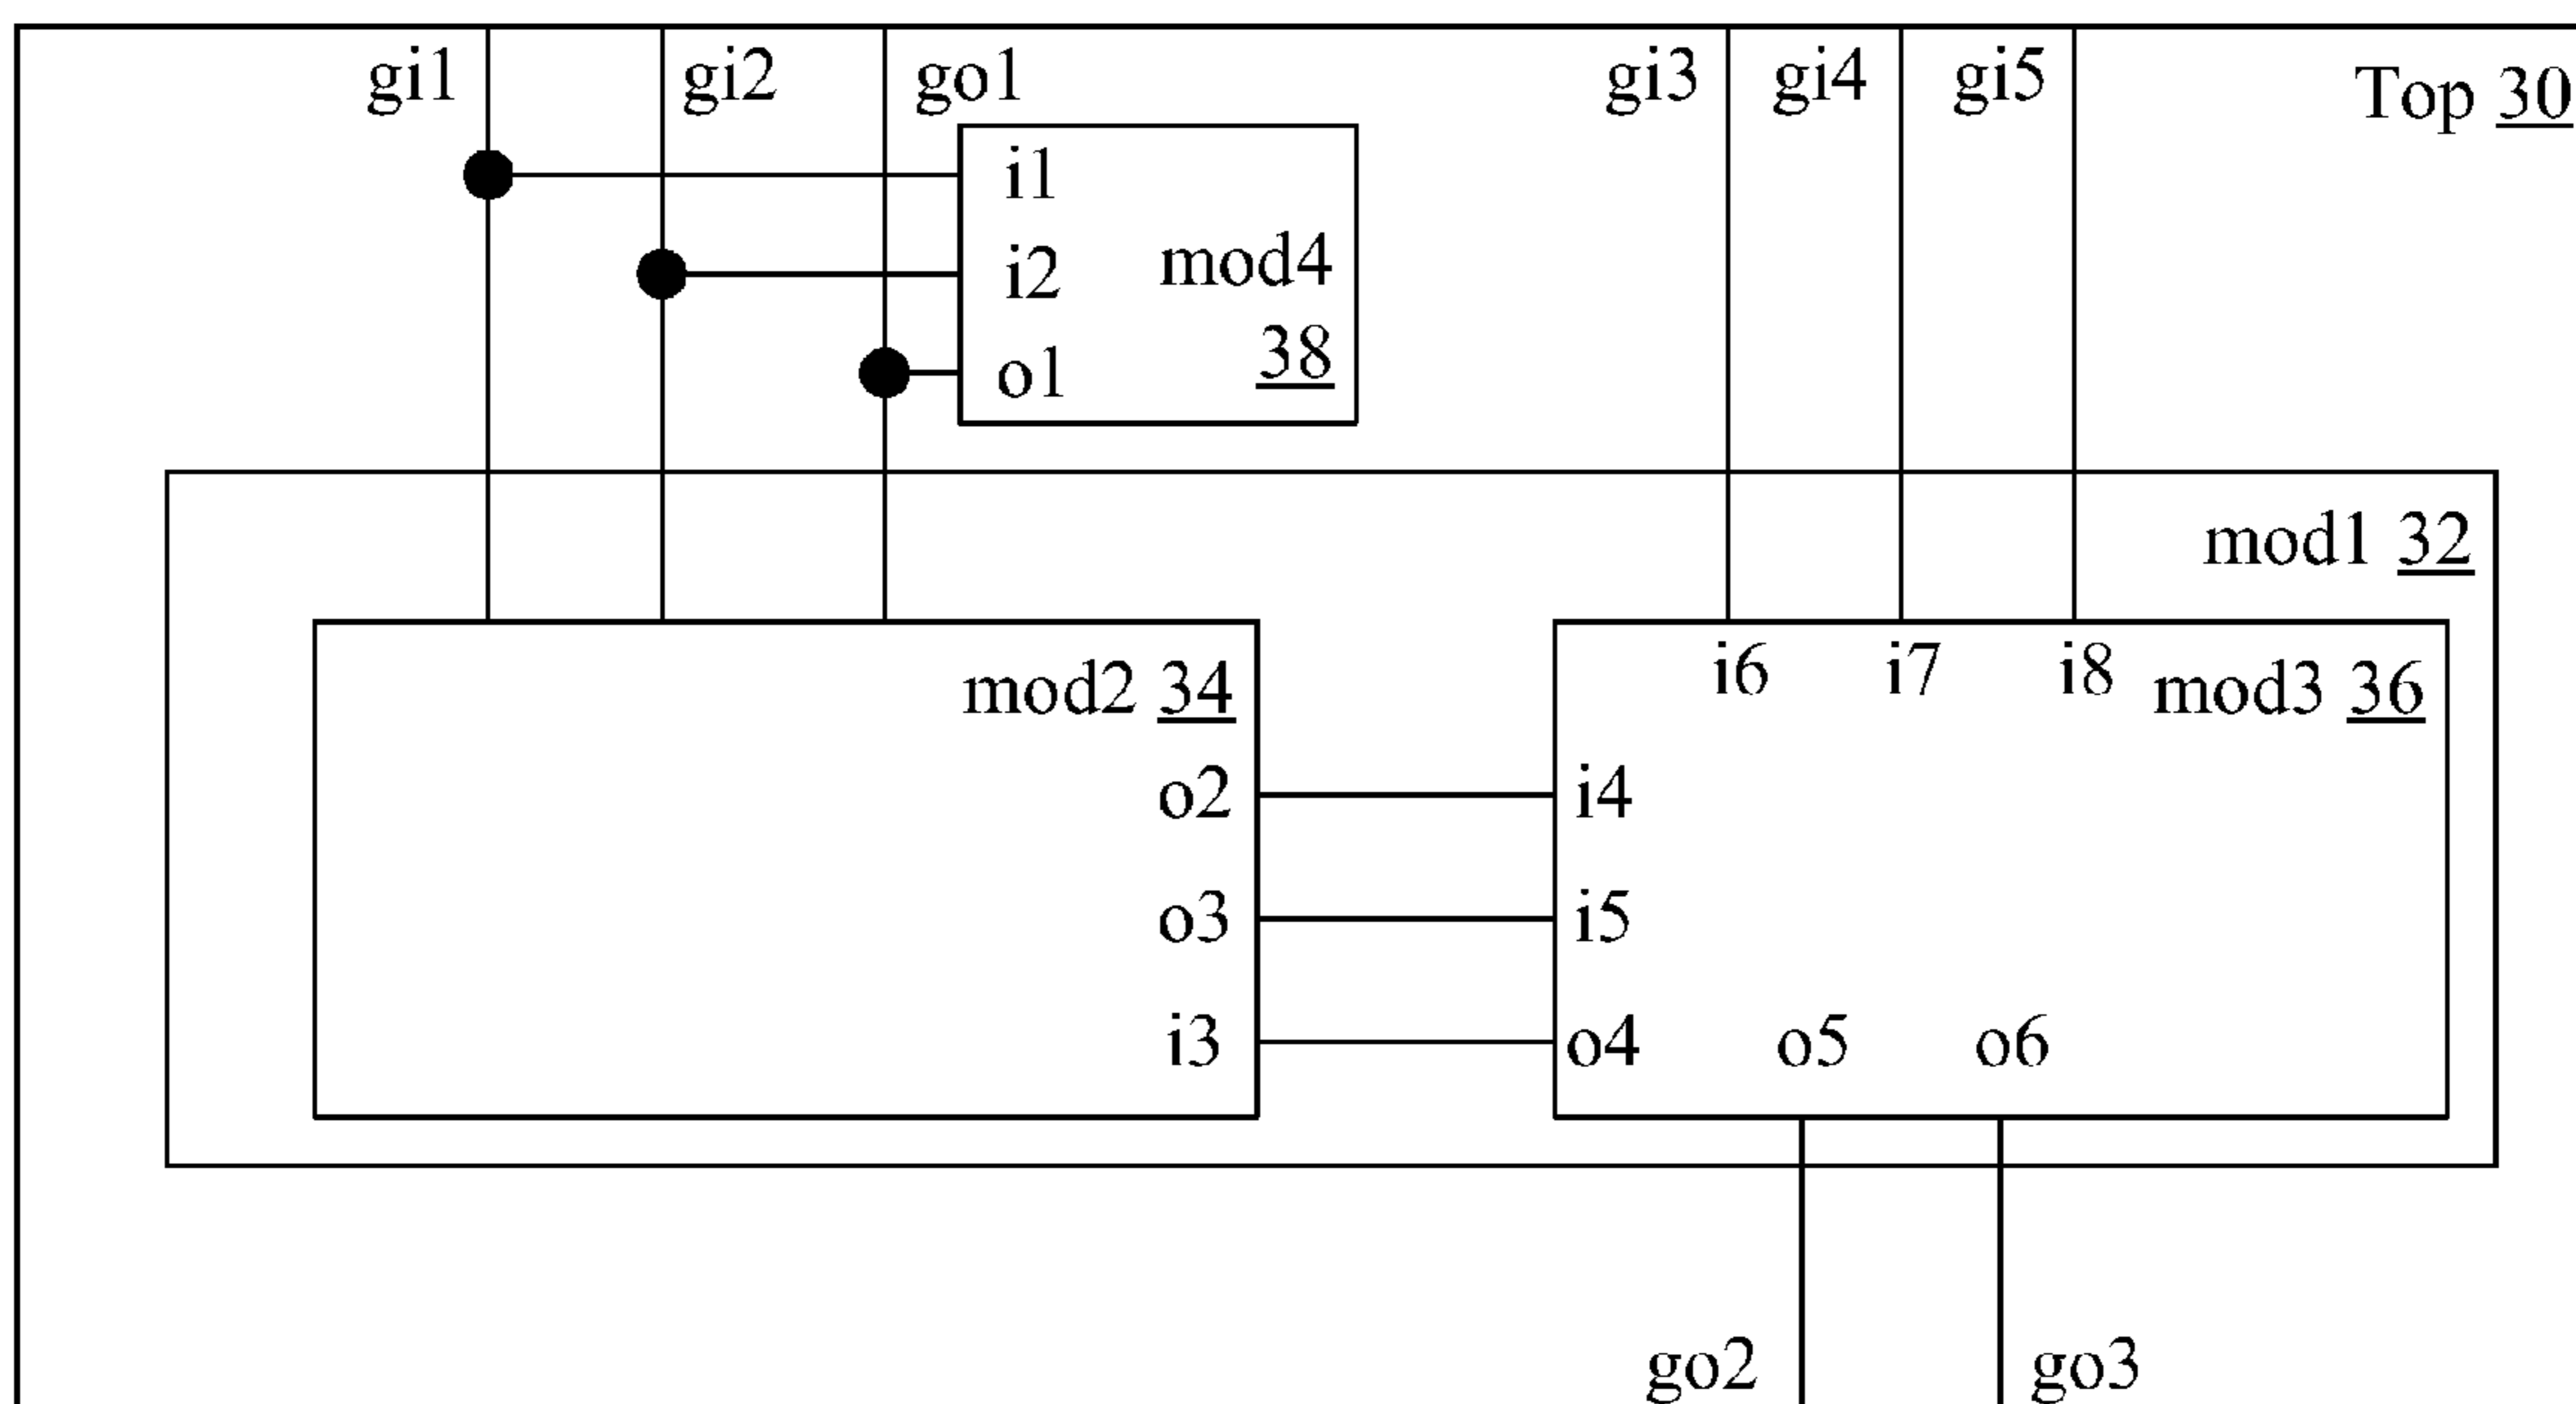 gi1
gi2
go1
gi3
gi4
gi5
Top 30
i1
i2
mod4
38
o1
mod1 32
mod2 34
i6
i7
i8
mod3 36
o2
i4
o3
i5
i3
o4
o5
o6
go2
go3